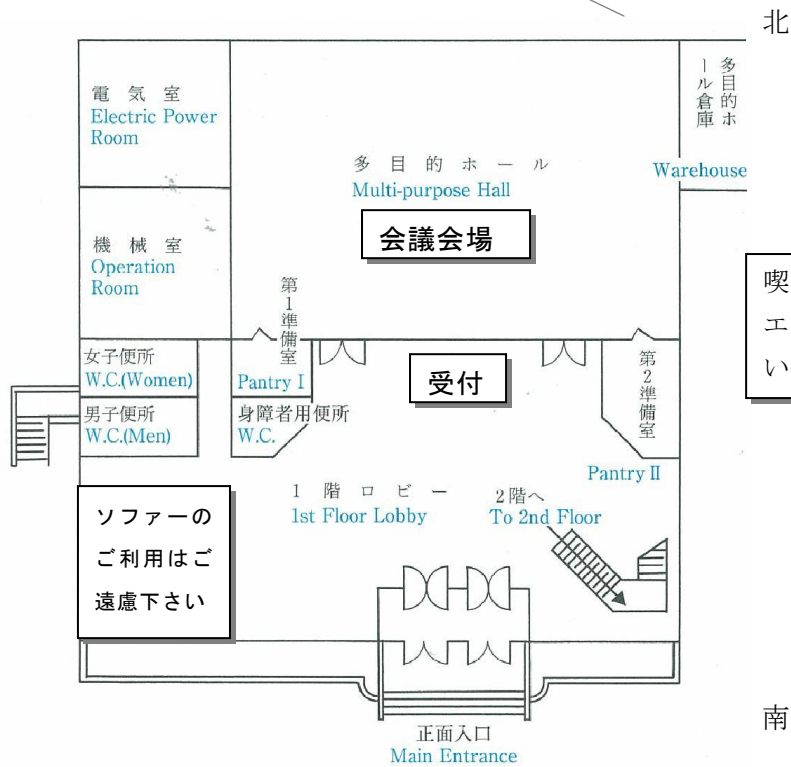 北
電 気 室
Electric Power
Room
多目的ホ
ール倉庫
Warehouse
多 目 的 ホ ー ル
Multi-purpose Hall
会議会場
機 械 室
Operation
Room
喫
エ
い
第1準備室
Pantry I
女子便所
W.C.(Women)
男子便所
W.C.(Men)
身障者用便所
W.C.
受付
第2準備室
Pantry II
1 階 ロ ビ ー
1st Floor Lobby
2階へ
To 2nd Floor
ソファーの
ご利用はご
遠慮下さい
正面入口
Main Entrance
南